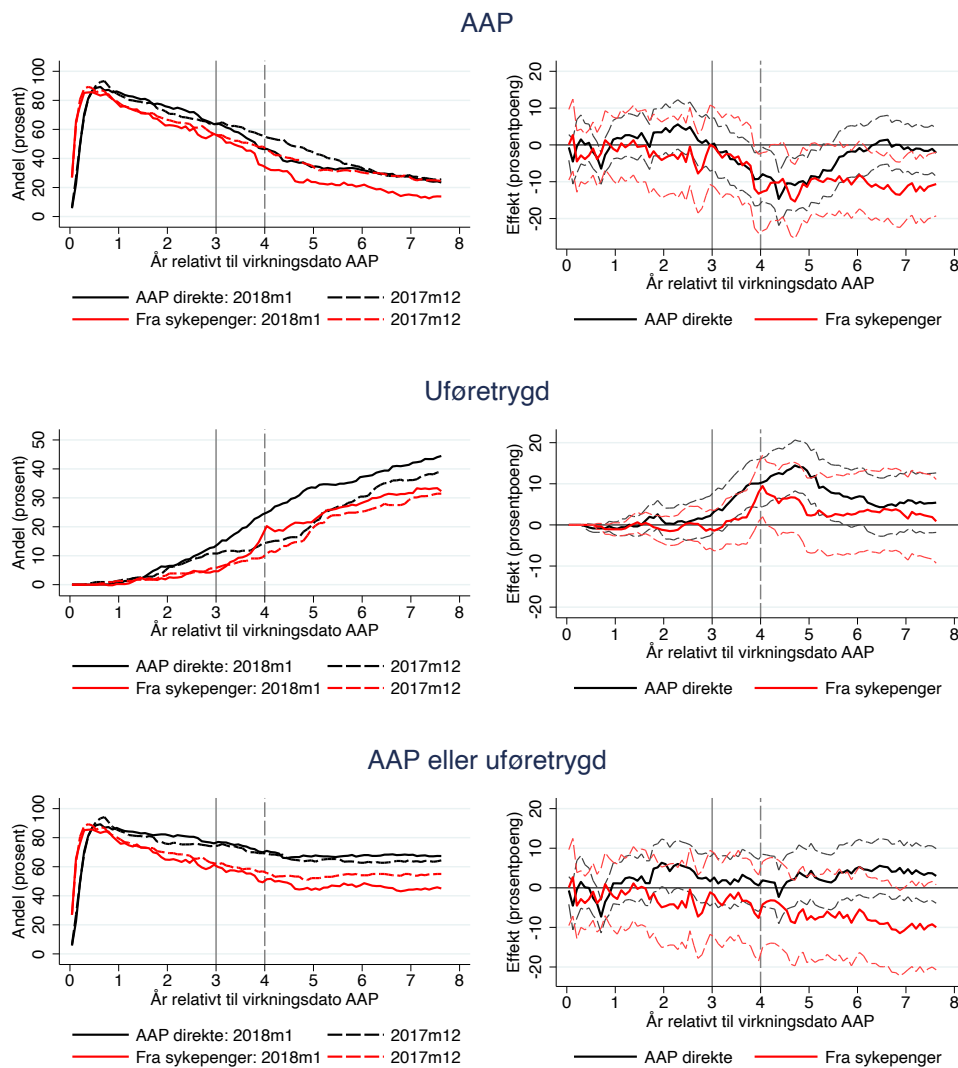 AAP
Andel (prosent)
100
80
60
40
20
0
0 1 2 3 4 5 6 7 8
År relativt til virkningsdato AAP
AAP direkte: 2018m1 2017m12
Fra sykepenger: 2018m1 2017m12
Effekt (prosentpoeng)
20
10
0
-10
-20
0 1 2 3 4 5 6 7 8
År relativt til virkningsdato AAP
AAP direkte Fra sykepenger
Uføretrygd
Andel (prosent)
50
40
30
20
10
0
0 1 2 3 4 5 6 7 8
År relativt til virkningsdato AAP
AAP direkte: 2018m1 2017m12
Fra sykepenger: 2018m1 2017m12
Effekt (prosentpoeng)
20
10
0
-10
-20
0 1 2 3 4 5 6 7 8
År relativt til virkningsdato AAP
AAP direkte Fra sykepenger
AAP eller uføretrygd
Andel (prosent)
100
80
60
40
20
0
0 1 2 3 4 5 6 7 8
År relativt til virkningsdato AAP
AAP direkte: 2018m1 2017m12
Fra sykepenger: 2018m1 2017m12
Effekt (prosentpoeng)
20
10
0
-10
-20
0 1 2 3 4 5 6 7 8
År relativt til virkningsdato AAP
AAP direkte Fra sykepenger